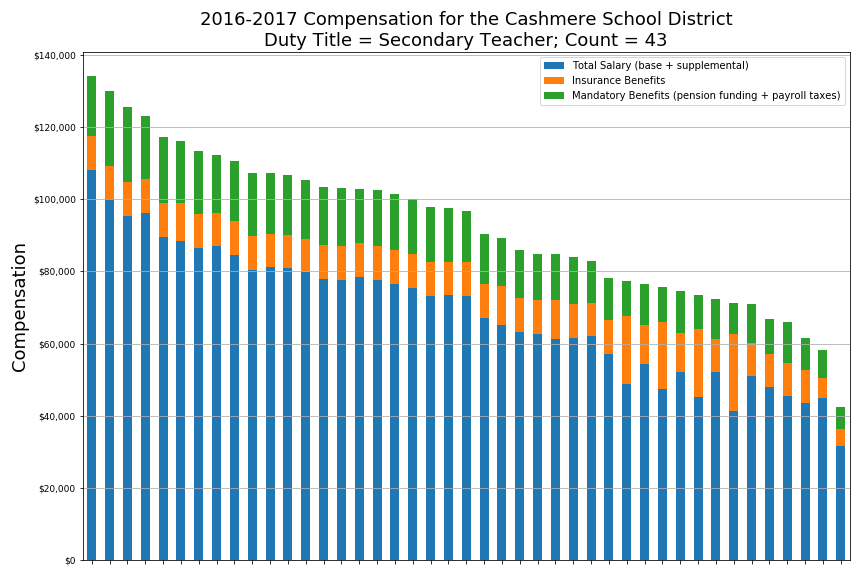 2016-2017 Compensation for the Cashmere School District
Duty Title = Secondary Teacher; Count = 43
Total Salary (base + supplemental)
Insurance Benefits
Mandatory Benefits (pension funding + payroll taxes)
Compensation
$140,000
$120,000
$100,000
$80,000
$60,000
$40,000
$20,000
$0